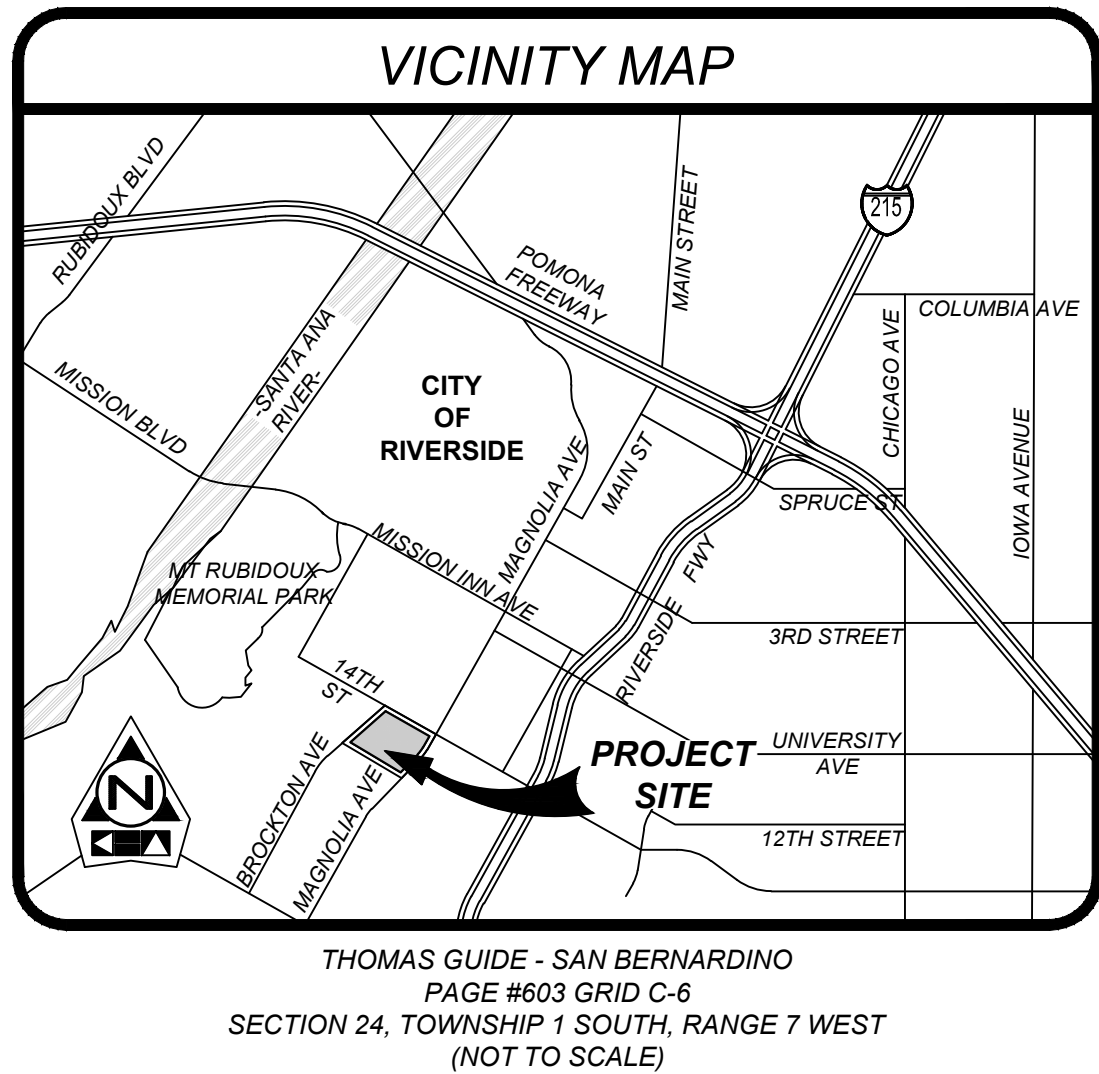 VICINITY MAP
RUBIDOUX BLVD
MAIN STREET
215
POMONA
FREEWAY
COLUMBIA AVE
CHICAGO AVE
-SANTA ANA
RIVER-
MISSION BLVD
CITY
OF
RIVERSIDE
IOWA AVENUE
MAGNOLIA AVE
MAIN ST
SPRUCE ST
MISSION INN AVE
RIVERSIDE FWY
MT RUBIDOUX
MEMORIAL PARK
3RD STREET
14TH
ST
UNIVERSITY
AVE
PROJECT
SITE
BROCKTON AVE
MAGNOLIA AVE
12TH STREET
N
THOMAS GUIDE - SAN BERNARDINO
PAGE #603 GRID C-6
SECTION 24, TOWNSHIP 1 SOUTH, RANGE 7 WEST
(NOT TO SCALE)